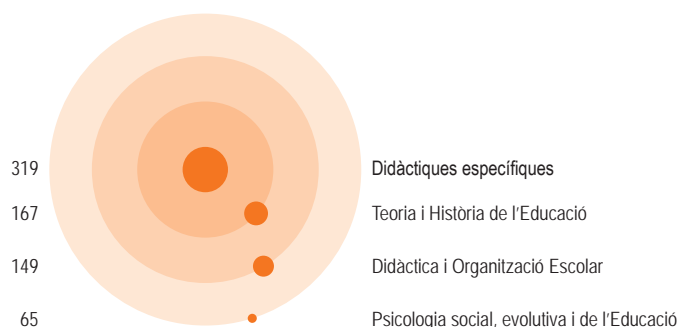 319 Didàctiques específiques
167 Teoria i Història de l'Educació
149 Didàctica i Organització Escolar
65 Psicologia social, evolutiva i de l'Educació